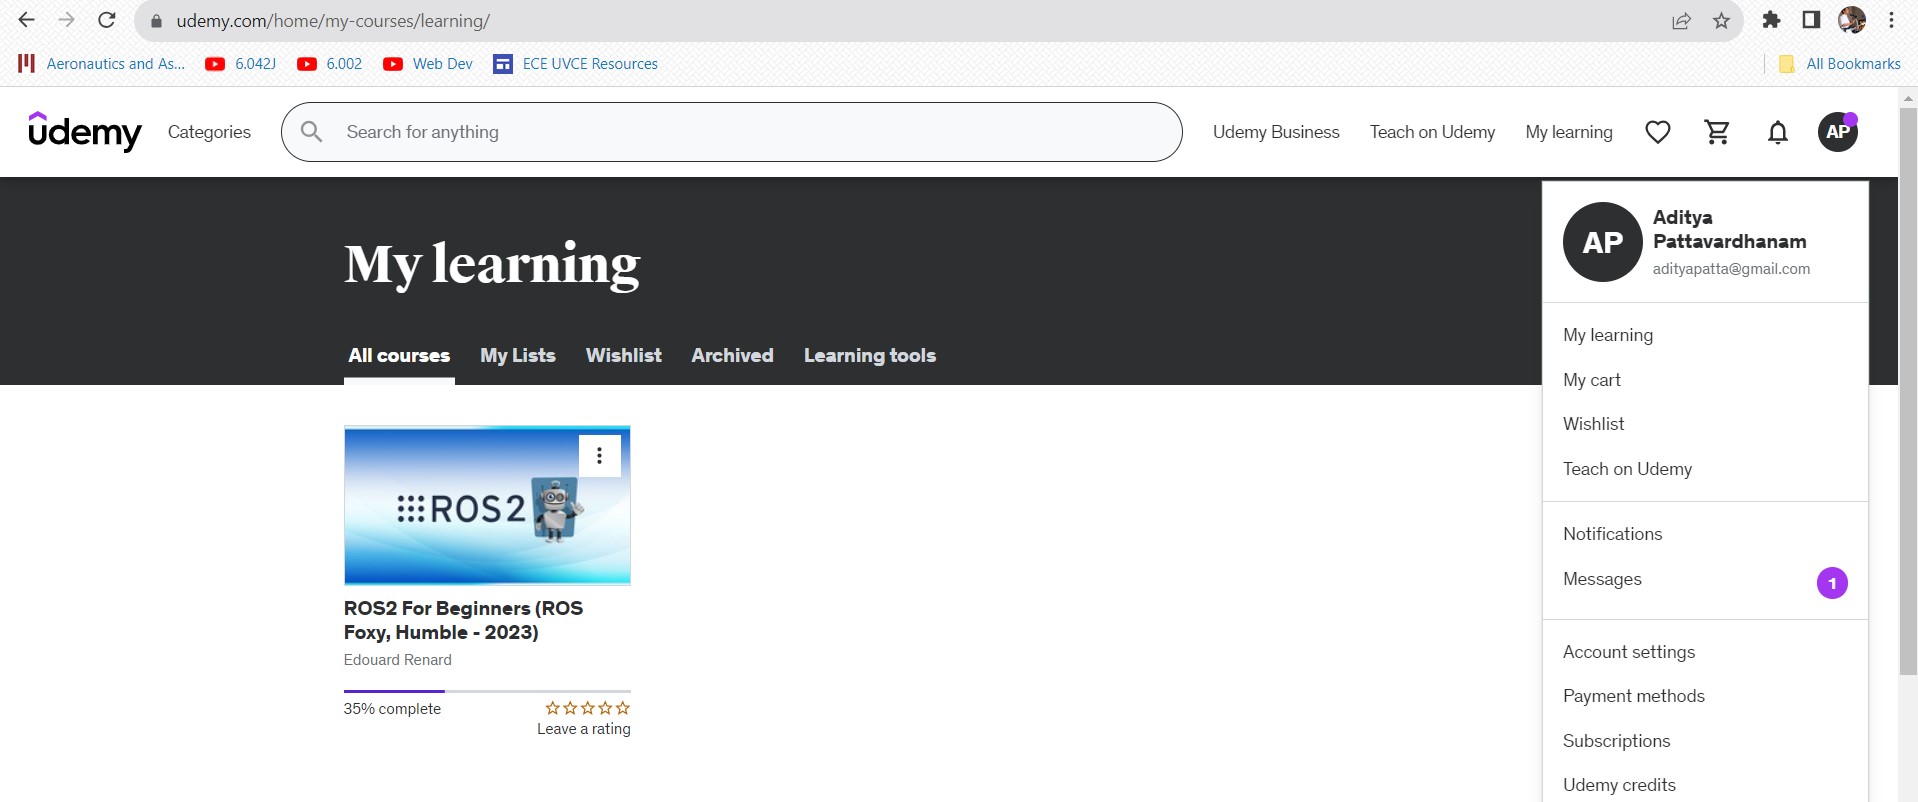 udemy.com/home/my-courses/learning/
Aeronautics and As...
6.042J
6.002
Web Dev
ECE UVCE Resources
All Bookmarks
udemy
Categories
Search for anything
Udemy Business
Teach on Udemy
My learning
AP
My learning
All courses
My Lists
Wishlist
Archived
Learning tools
ROS2
ROS2 For Beginners (ROS
Foxy, Humble - 2023)
Edouard Renard
35% complete
Leave a rating
AP
Aditya
Pattavardhanam
adityapatta@gmail.com
My learning
My cart
Wishlist
Teach on Udemy
Notifications
Messages
1
Account settings
Payment methods
Subscriptions
Udemy credits